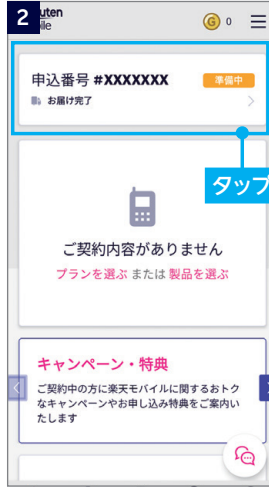 2
uten
ile
G 0
申込番号 #XXXXXXX
準備中
お届け完了
タップ
ご契約内容がありません
プランを選ぶ または 製品を選ぶ
キャンペーン・特典
ご契約中の方に楽天モバイルに関するおトク
なキャンペーンやお申し込み特典をご案内い
たします